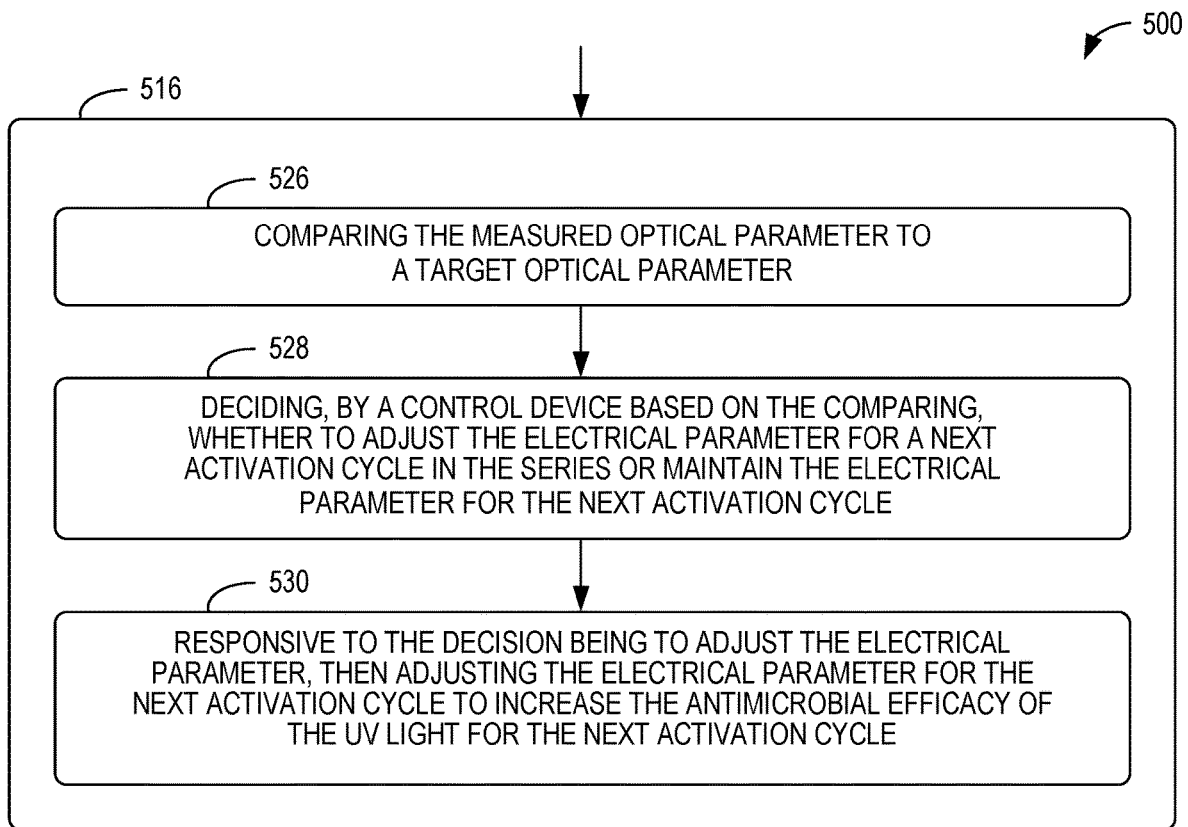 500
516
526
COMPARING THE MEASURED OPTICAL PARAMETER TO
A TARGET OPTICAL PARAMETER
528
DECIDING, BY A CONTROL DEVICE BASED ON THE COMPARING,
WHETHER TO ADJUST THE ELECTRICAL PARAMETER FOR A NEXT
ACTIVATION CYCLE IN THE SERIES OR MAINTAIN THE ELECTRICAL
PARAMETER FOR THE NEXT ACTIVATION CYCLE
530
RESPONSIVE TO THE DECISION BEING TO ADJUST THE ELECTRICAL
PARAMETER, THEN ADJUSTING THE ELECTRICAL PARAMETER FOR THE
NEXT ACTIVATION CYCLE TO INCREASE THE ANTIMICROBIAL EFFICACY OF
THE UV LIGHT FOR THE NEXT ACTIVATION CYCLE